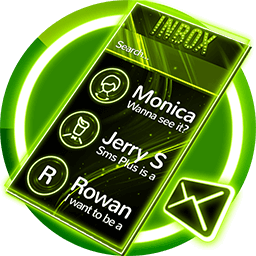 INBOX
Search..
Monica
Wanna see it?
Jerry S
Sms Plus is a
R
Rowan
I want to be a